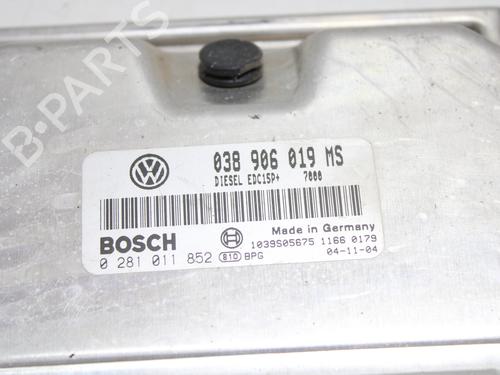 B-PARTS
038 906 019 MS
DIESEL EDC15P+ 7000
Made in Germany
BOSCH
1039S05675 1166 0179
0 281 011 852 810 BPG 04-11-04